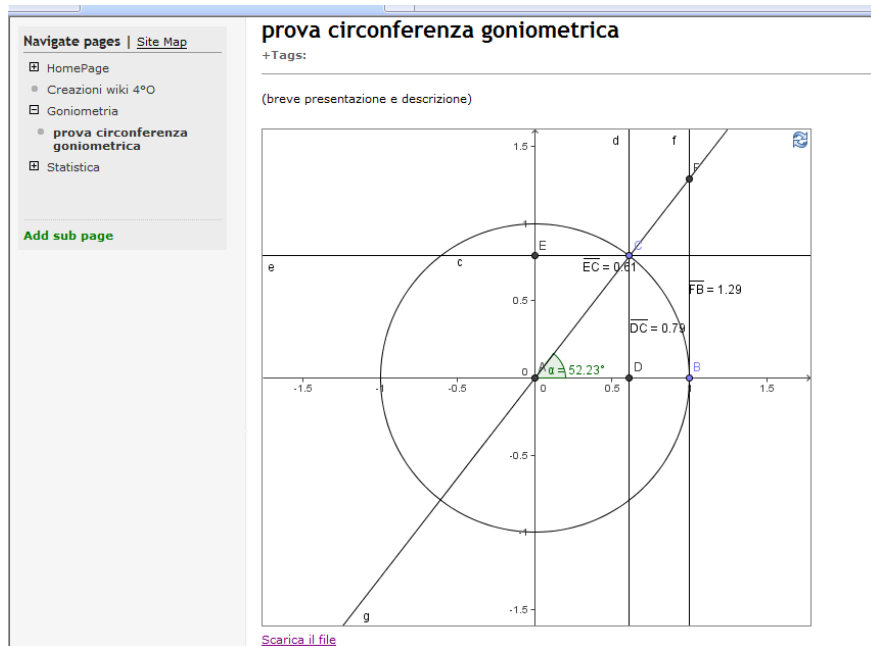 prova circonferenza goniometrica
Navigate pages | Site Map
+Tags:
HomePage
Creazioni wiki 4°O
Goniometria
prova circonferenza
goniometrica
Statistica
Add sub page
(breve presentazione e descrizione)
1.5
d
f
F
1
E
C
e
c
EC = 0.61
FB = 1.29
0.5
DC = 0.79
0
A
α = 52.23°
D
B
-1.5
-1
-0.5
0
0.5
1
1.5
-0.5
-1
-1.5
g
Scarica il file